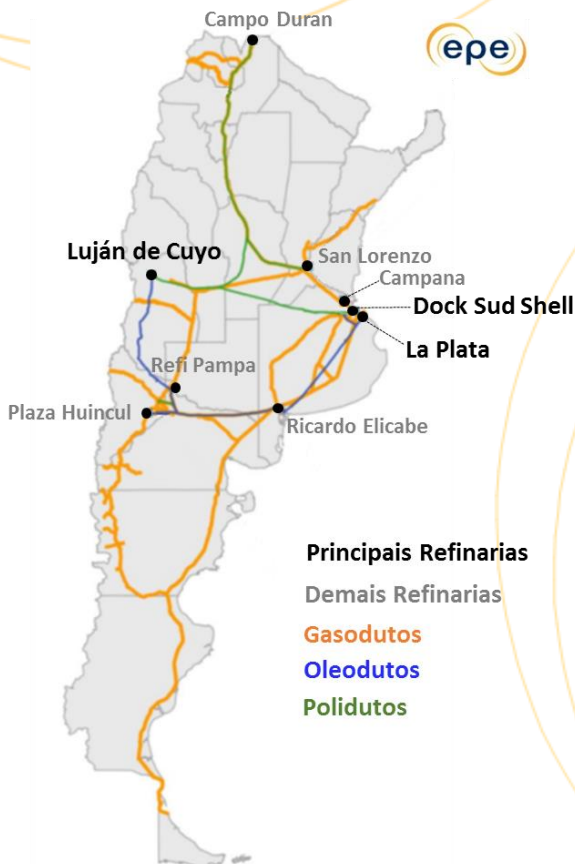 Campo Duran
epe
Luján de Cuyo
San Lorenzo
Campana
Dock Sud Shell
La Plata
Refi Pampa
Plaza Huincul
Ricardo Elicabe
Principais Refinarias
Demais Refinarias
Gasodutos
Oleodutos
Polidutos